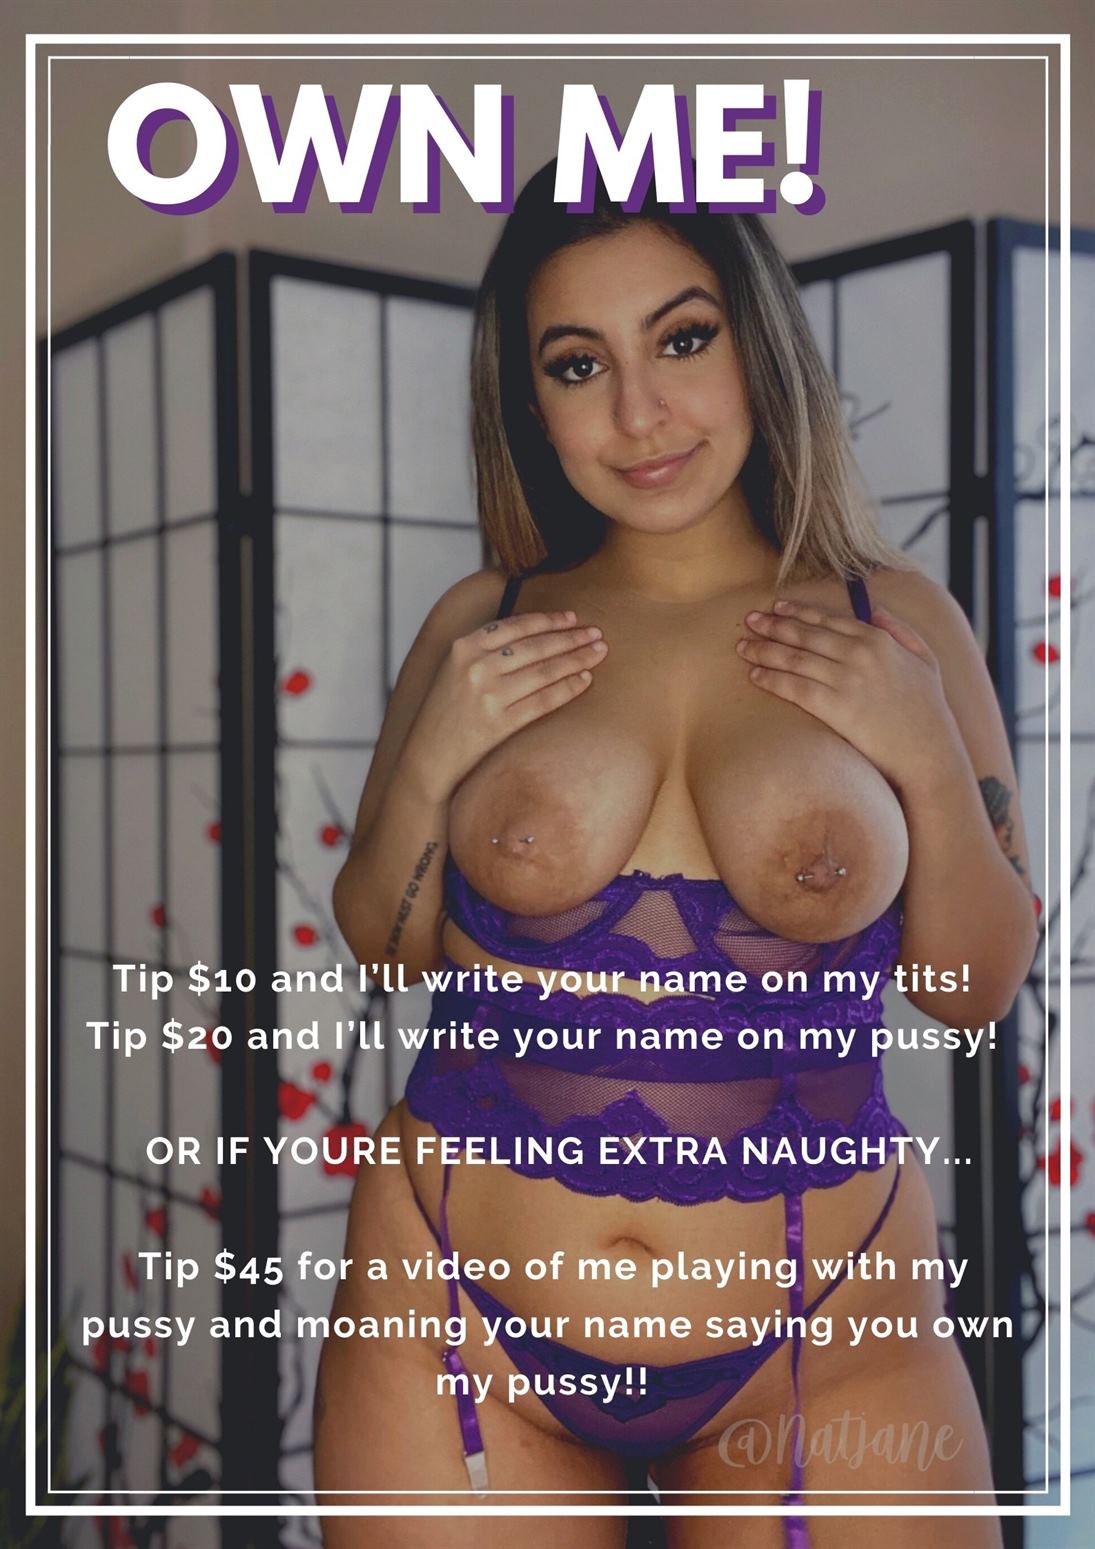 OWN ME!
Tip $10 and I’ll write your name on my tits!
Tip $20 and I’ll write your name on my pussy!
OR IF YOURE FEELING EXTRA NAUGHTY...
Tip $45 for a video of me playing with my
pussy and moaning your name saying you own
my pussy!!
@natjane